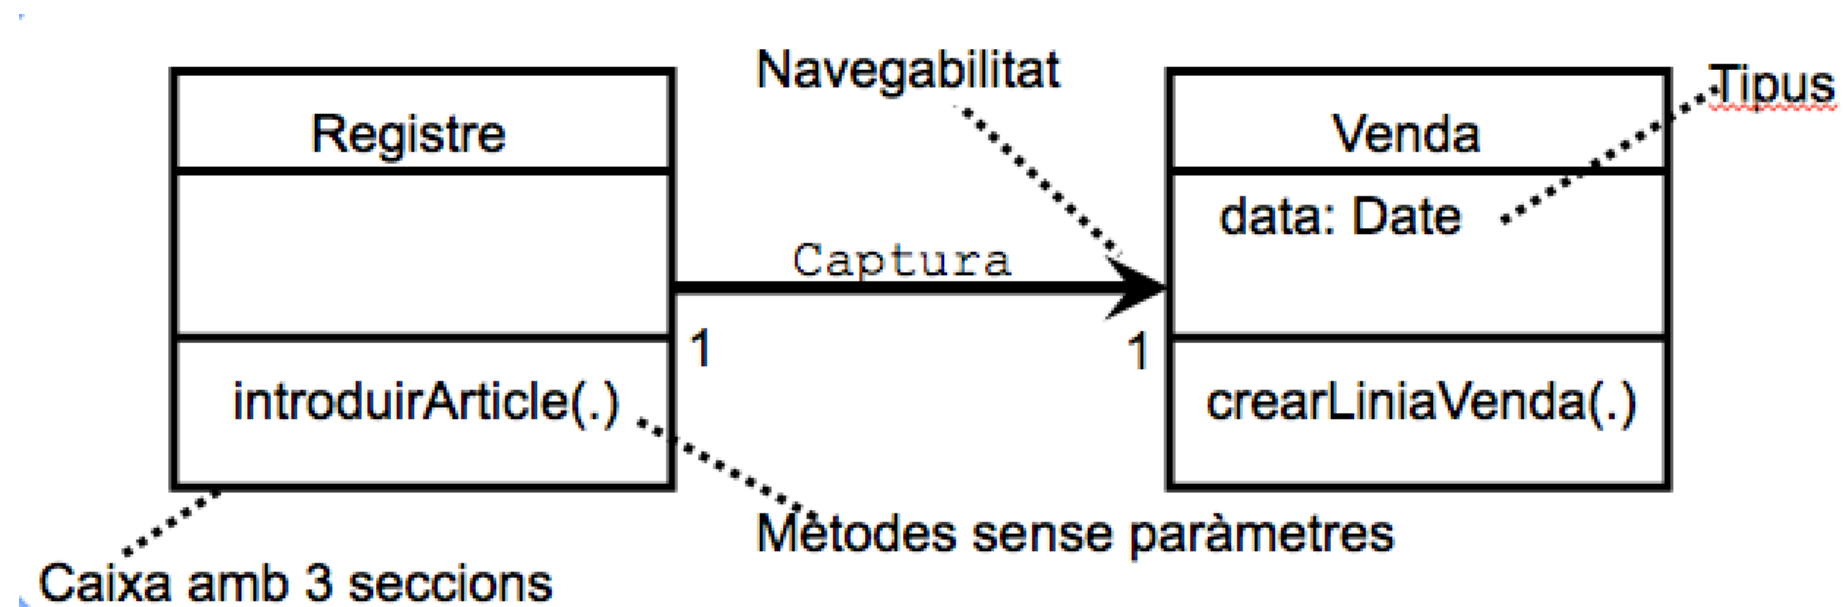 Navegabilitat
Tipus
Registre
Venda
data: Date
Captura
1
1
introduirArticle(.)
crearLiniaVenda(.)
Mètodes sense paràmetres
Caixa amb 3 seccions